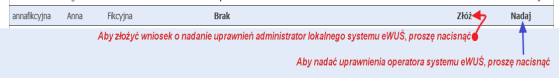 annafikcyjna Anna Fikcyjna Brak Złóż Nadaj
Aby złożyć wniosek o nadanie uprawnień administrator lokalnego systemu eWUŚ, proszę nacisnąć
Aby nadać uprawnienia operatora systemu eWUŚ, proszę nacisnąć